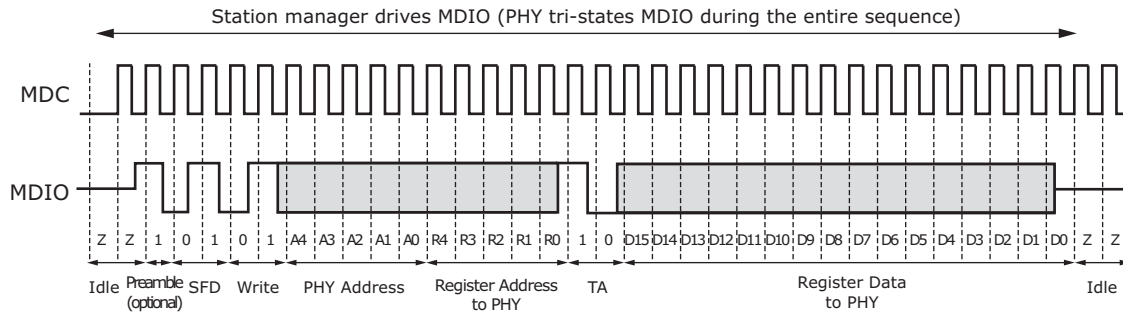 Station manager drives MDIO (PHY tri-states MDIO during the entire sequence)
MDC
MDIO
Z Z 1 0 1 0 1 A4 A3 A2 A1 A0 R4 R3 R2 R1 R0 1 0 D15 D14 D13 D12 D11 D10 D9 D8 D7 D6 D5 D4 D3 D2 D1 D0 Z Z
Idle Preamble (optional) SFD Write PHY Address Register Address to PHY TA Register Data to PHY Idle